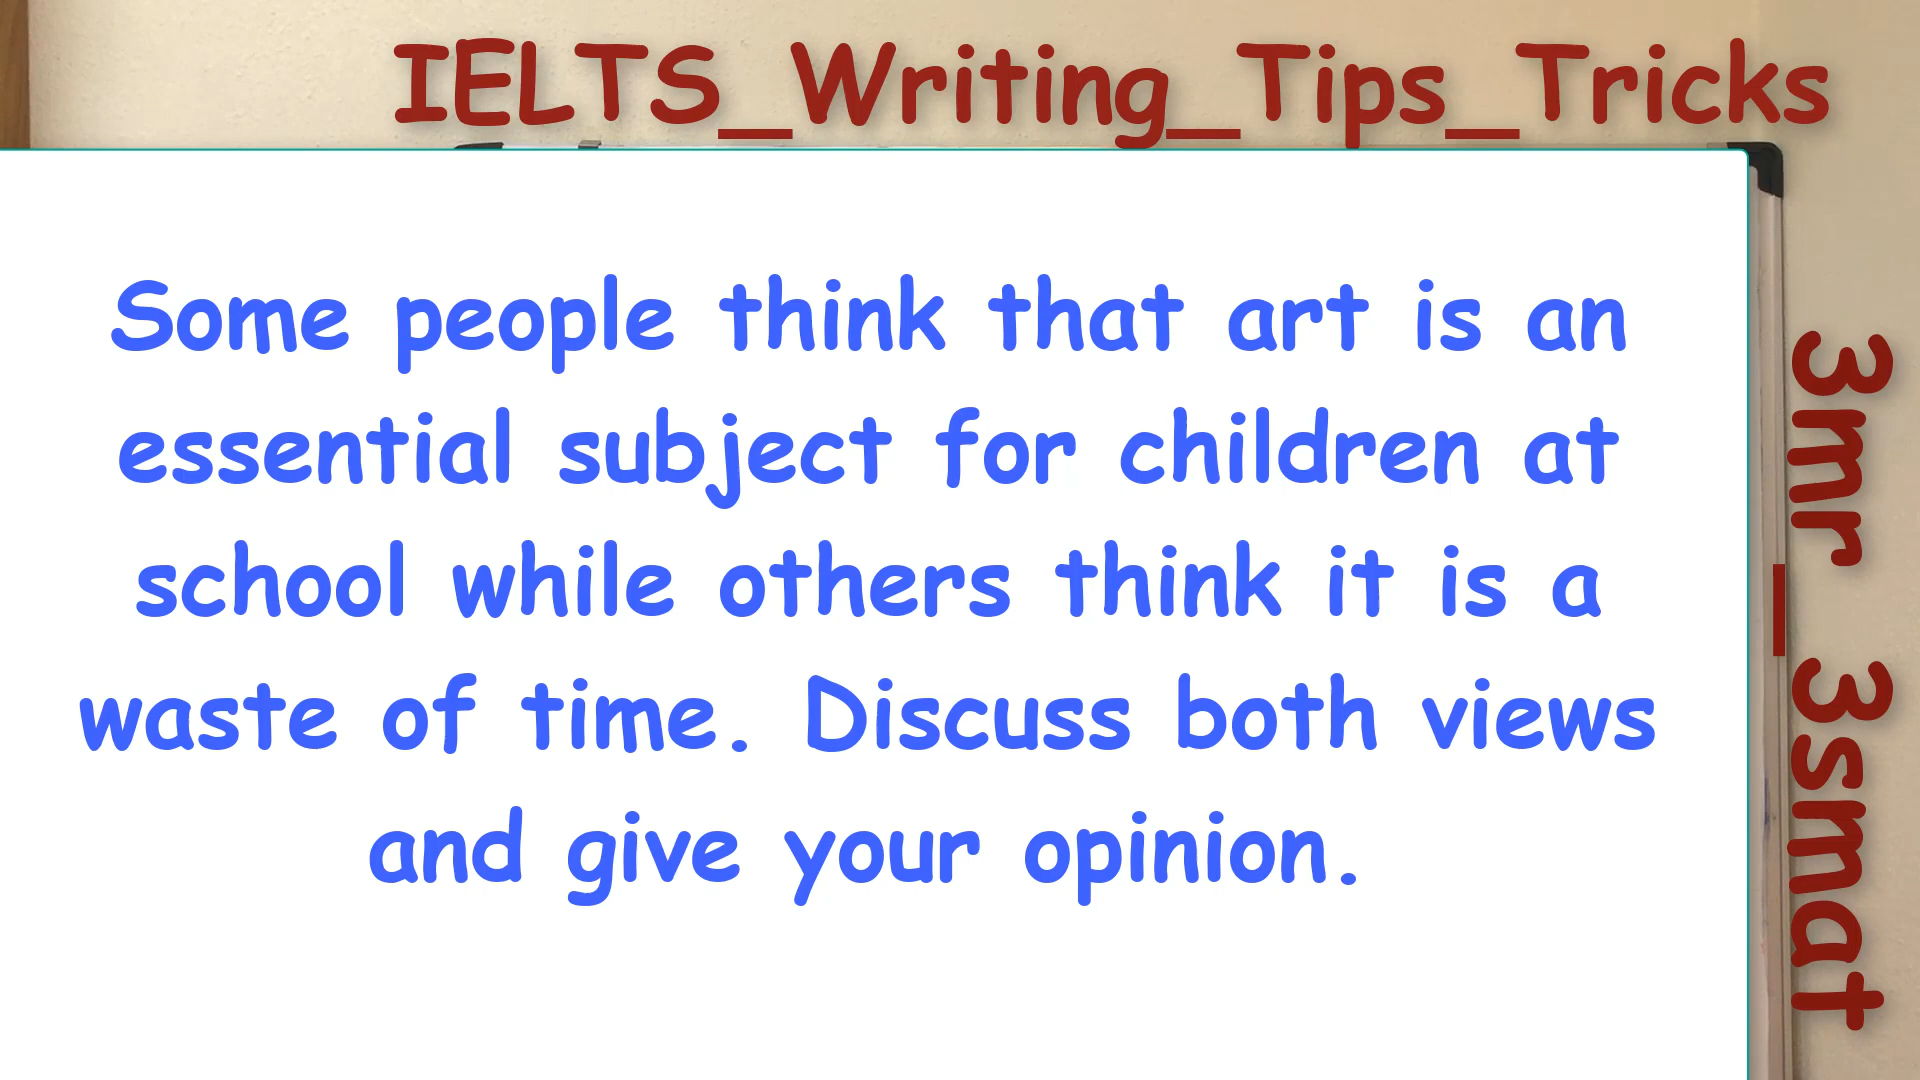 IELTS_Writing_Tips_Tricks
Some people think that art is an
essential subject for children at
school while others think it is a
waste of time. Discuss both views
and give your opinion.
3mr_3smat